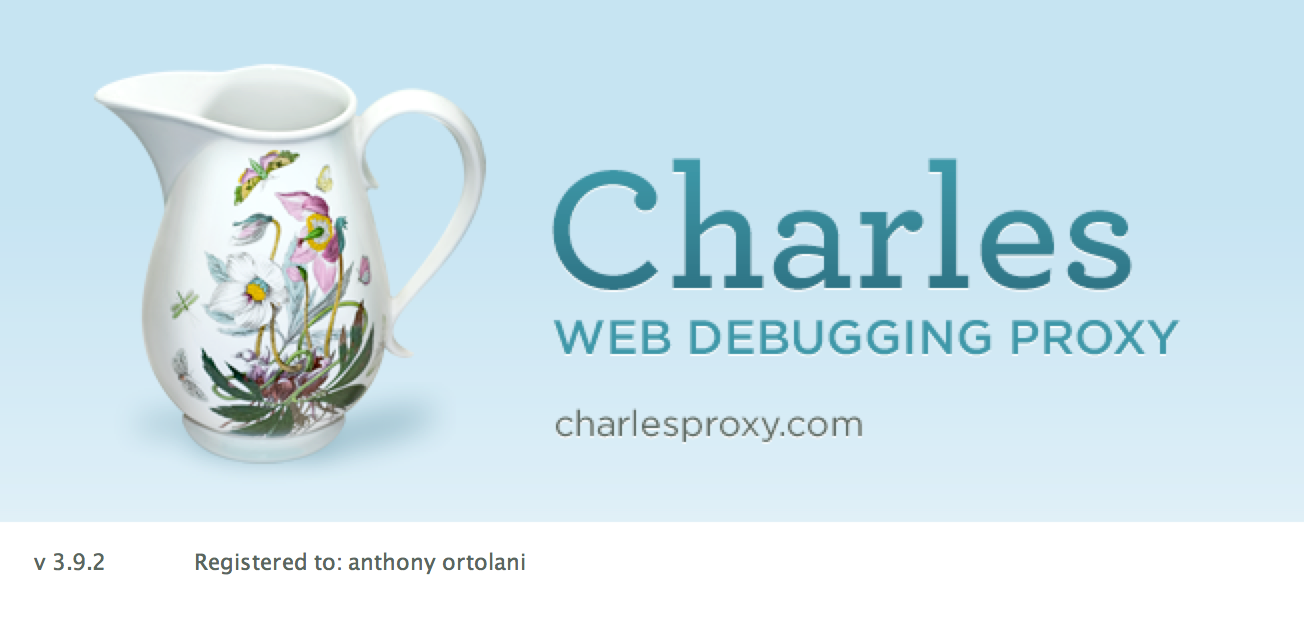 Charles
WEB DEBUGGING PROXY
charlesproxy.com
v 3.9.2 Registered to: anthony ortolani